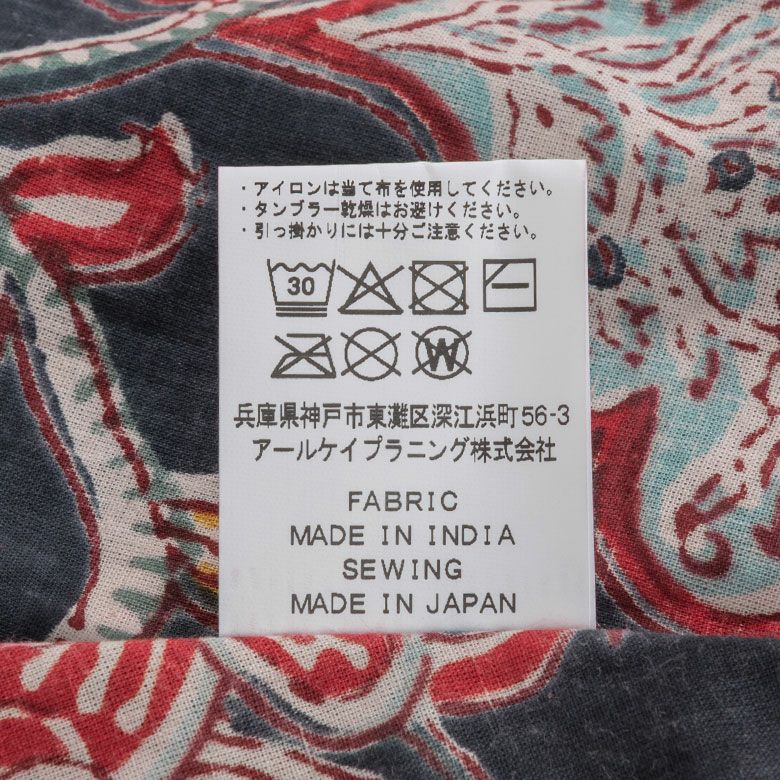 ・アイロンは当て布を使用してください。
・タンブラー乾燥はお避けください。
・引っ掛かりには十分ご注意ください。
30
W
兵庫県神戸市東灘区深江浜町56-3
アールケイプラニング株式会社
FABRIC
MADE IN INDIA
SEWING
MADE IN JAPAN